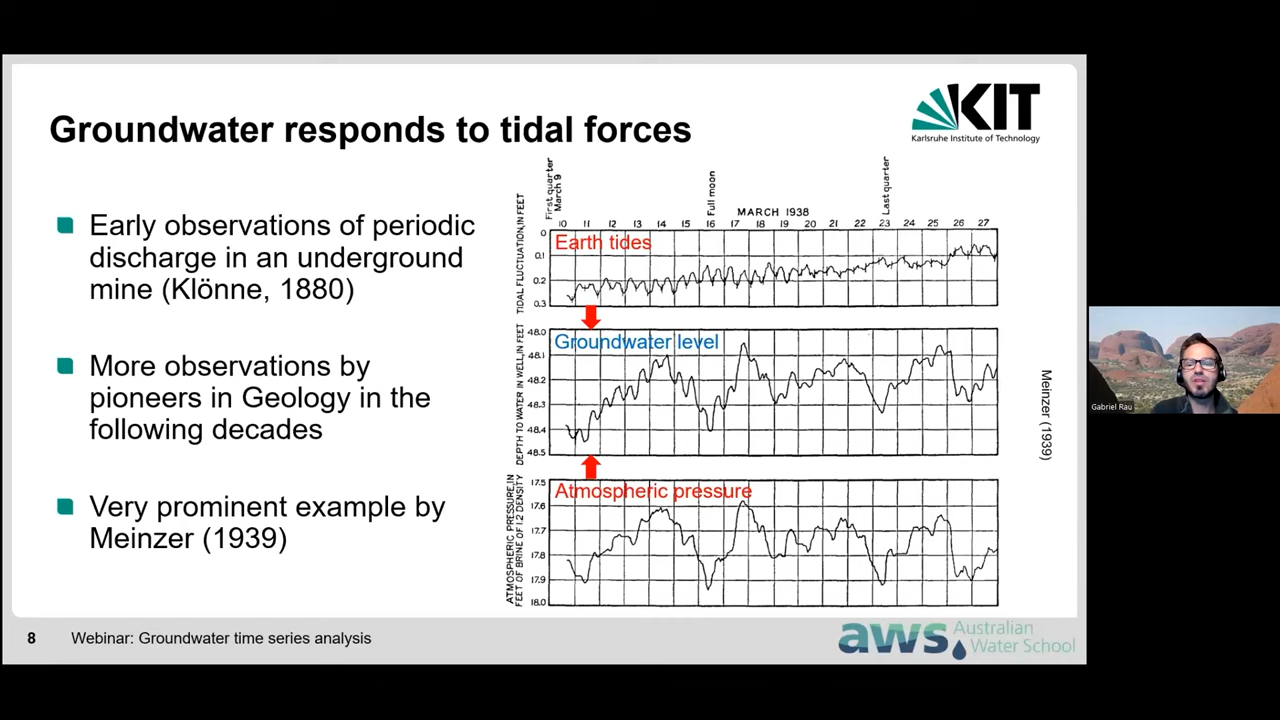 Groundwater responds to tidal forces
KIT
Karlsruhe Institute of Technology
Early observations of periodic
discharge in an underground
mine (Klönne, 1880)
More observations by
pioneers in Geology in the
following decades
Very prominent example by
Meinzer (1939)
First quarter
March 9
Full moon
Last quarter
MARCH 1938
10 11 12 13 14 15 16 17 18 19 20 21 22 23 24 25 26 27
TIDAL FLUCTUATION, IN FEET
0
0.1
0.2
0.3
Earth tides
DEPTH TO WATER IN WELL, IN FEET
48.0
48.1
48.2
48.3
48.4
48.5
Groundwater level
ATMOSPHERIC PRESSURE, IN
FEET OF BRINE OF 1.2 DENSITY
17.5
17.6
17.7
17.8
17.9
18.0
Atmospheric pressure
Meinzer (1939)
Gabriel Rau
8
Webinar: Groundwater time series analysis
aws
Australian
Water School